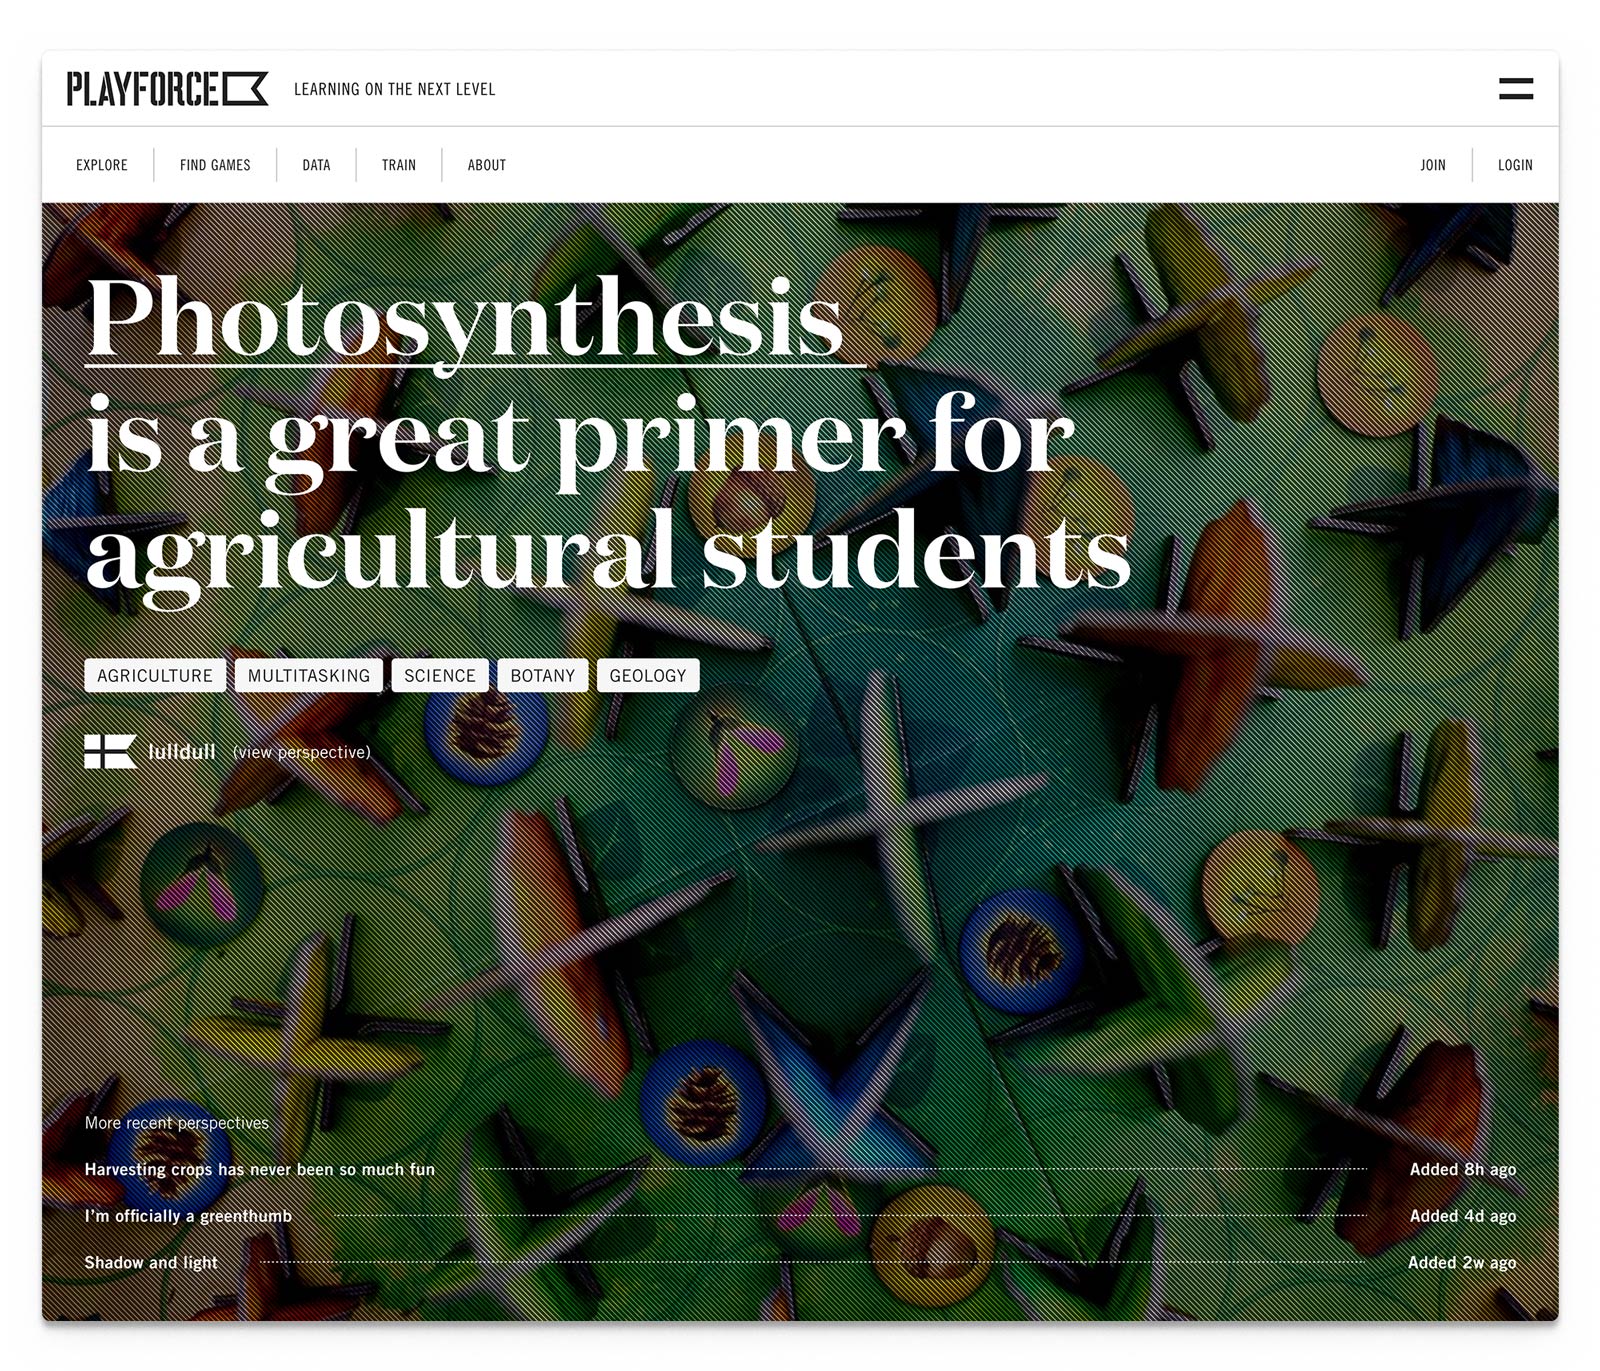 PLAYFORCE
LEARNING ON THE NEXT LEVEL
EXPLORE
FIND GAMES
DATA
TRAIN
ABOUT
JOIN
LOGIN
Photosynthesis
is a great primer for
agricultural students
AGRICULTURE
MULTITASKING
SCIENCE
BOTANY
GEOLOGY
lulldull (view perspective)
More recent perspectives
Harvesting crops has never been so much fun Added 8h ago
I’m officially a greenthumb Added 4d ago
Shadow and light Added 2w ago